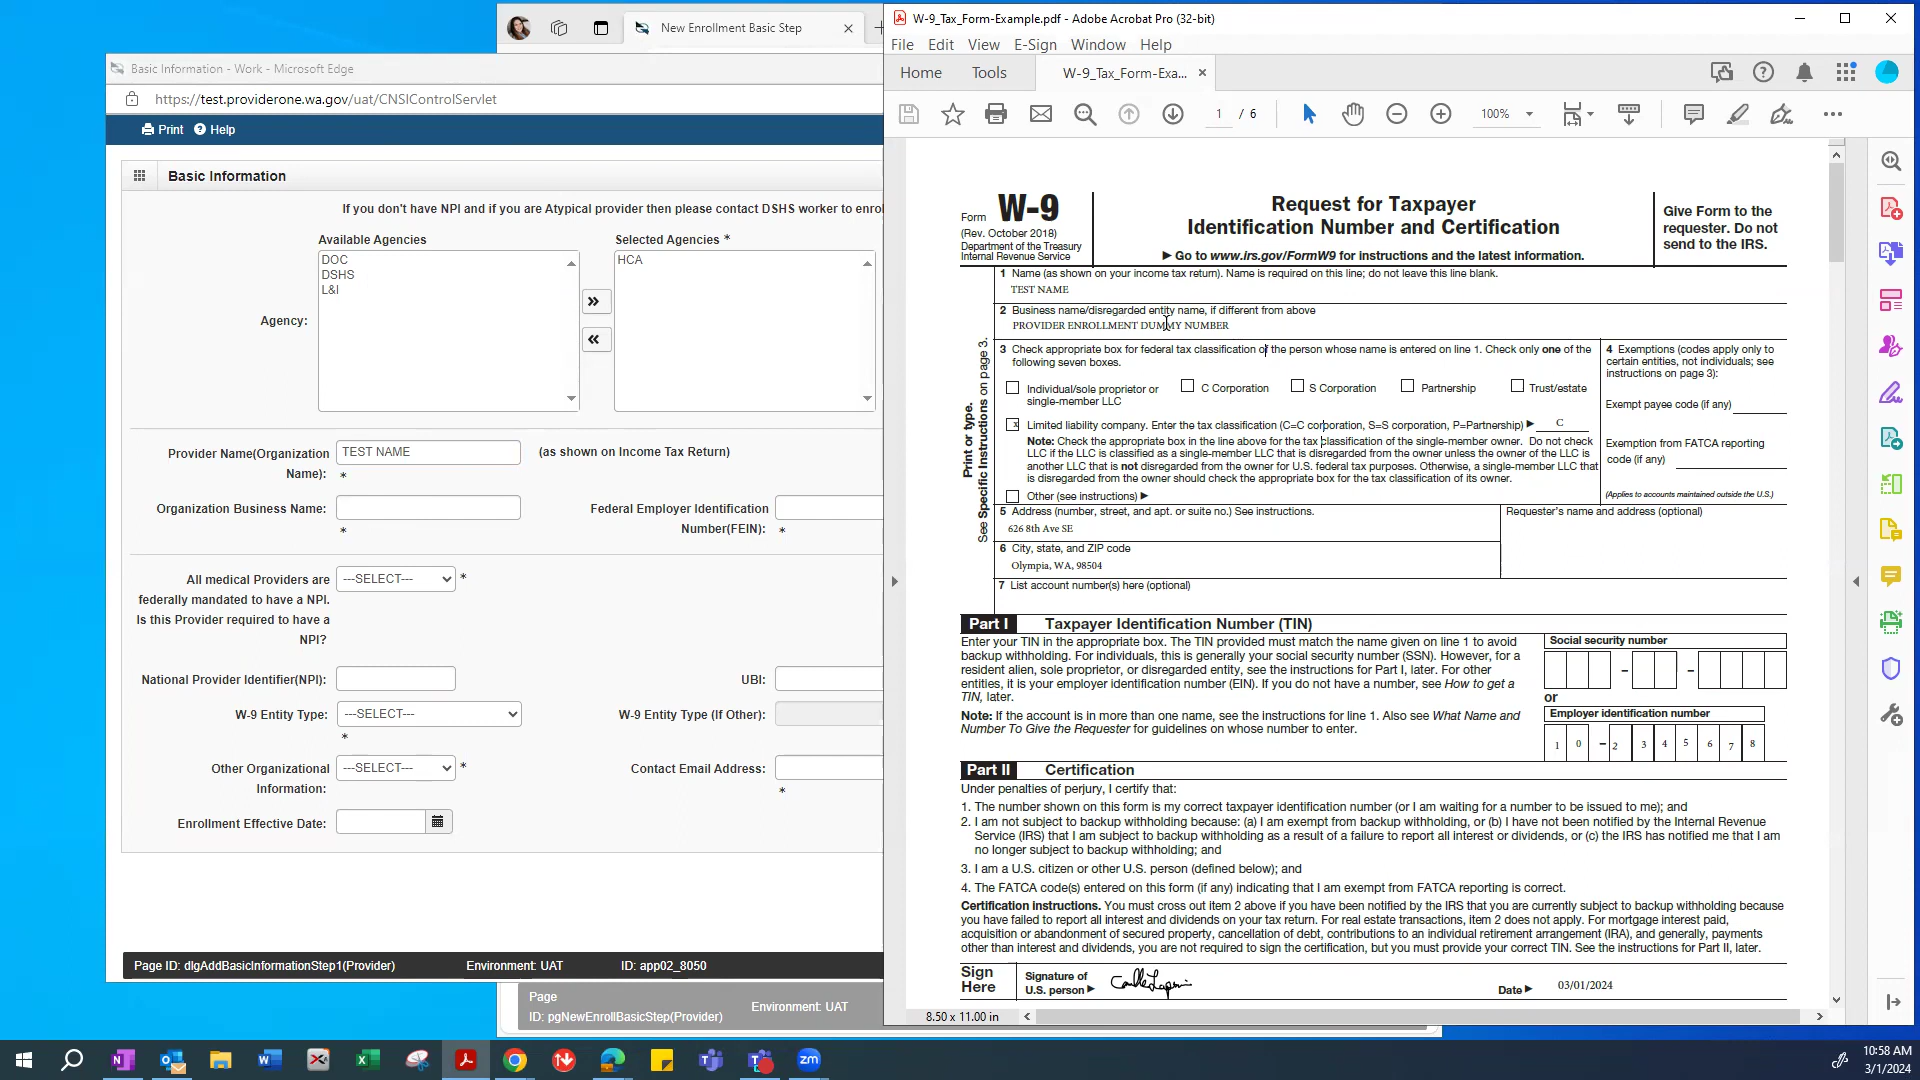 New Enrollment Basic Step
Basic Information - Work - Microsoft Edge
https://test.providerone.wa.gov/uat/CNSIControlServlet
Print Help
Basic Information
If you don't have NPI and if you are Atypical provider then please contact DSHS worker to enrol
Available Agencies
Selected Agencies *
DOC
DSHS
L&I
HCA
Agency:
»
«
Provider Name(Organization Name):
TEST NAME
*
(as shown on Income Tax Return)
Organization Business Name:
*
Federal Employer Identification Number(FEIN):
*
All medical Providers are
federally mandated to have a NPI.
Is this Provider required to have a
NPI?
---SELECT---
*
National Provider Identifier(NPI):
UBI:
W-9 Entity Type:
---SELECT---
*
W-9 Entity Type (If Other):
Other Organizational Information:
---SELECT---
*
Contact Email Address:
*
Enrollment Effective Date:
Page ID: dlgAddBasicInformationStep1(Provider)
Environment: UAT
ID: app02_8050
Page
ID: pgNewEnrollBasicStep(Provider)
Environment: UAT
W-9_Tax_Form-Example.pdf - Adobe Acrobat Pro (32-bit)
File Edit View E-Sign Window Help
Home Tools W-9_Tax_Form-Exa...
1 / 6
100%
Form W-9
(Rev. October 2018)
Department of the Treasury
Internal Revenue Service
Request for Taxpayer
Identification Number and Certification
▶ Go to www.irs.gov/FormW9 for instructions and the latest information.
Give Form to the
requester. Do not
send to the IRS.
Print or type.
See Specific Instructions on page 3.
1 Name (as shown on your income tax return). Name is required on this line; do not leave this line blank.
TEST NAME
2 Business name/disregarded entity name, if different from above
PROVIDER ENROLLMENT DUMMY NUMBER
3 Check appropriate box for federal tax classification of the person whose name is entered on line 1. Check only one of the
following seven boxes.
Individual/sole proprietor or
single-member LLC
C Corporation
S Corporation
Partnership
Trust/estate
x Limited liability company. Enter the tax classification (C=C corporation, S=S corporation, P=Partnership) ▶ C
Note: Check the appropriate box in the line above for the tax classification of the single-member owner. Do not check
LLC if the LLC is classified as a single-member LLC that is disregarded from the owner unless the owner of the LLC is
another LLC that is not disregarded from the owner for U.S. federal tax purposes. Otherwise, a single-member LLC that
is disregarded from the owner should check the appropriate box for the tax classification of its owner.
Other (see instructions) ▶
4 Exemptions (codes apply only to
certain entities, not individuals; see
instructions on page 3):
Exempt payee code (if any)
Exemption from FATCA reporting
code (if any)
(Applies to accounts maintained outside the U.S.)
5 Address (number, street, and apt. or suite no.) See instructions.
626 8th Ave SE
Requester's name and address (optional)
6 City, state, and ZIP code
Olympia, WA, 98504
7 List account number(s) here (optional)
Part I Taxpayer Identification Number (TIN)
Enter your TIN in the appropriate box. The TIN provided must match the name given on line 1 to avoid
backup withholding. For individuals, this is generally your social security number (SSN). However, for a
resident alien, sole proprietor, or disregarded entity, see the instructions for Part I, later. For other
entities, it is your employer identification number (EIN). If you do not have a number, see How to get a
TIN, later.
Note: If the account is in more than one name, see the instructions for line 1. Also see What Name and
Number To Give the Requester for guidelines on whose number to enter.
Social security number
– –
or
Employer identification number
1 0 – 2 3 4 5 6 7 8
Part II Certification
Under penalties of perjury, I certify that:
1. The number shown on this form is my correct taxpayer identification number (or I am waiting for a number to be issued to me); and
2. I am not subject to backup withholding because: (a) I am exempt from backup withholding, or (b) I have not been notified by the Internal Revenue
Service (IRS) that I am subject to backup withholding as a result of a failure to report all interest or dividends, or (c) the IRS has notified me that I am
no longer subject to backup withholding; and
3. I am a U.S. citizen or other U.S. person (defined below); and
4. The FATCA code(s) entered on this form (if any) indicating that I am exempt from FATCA reporting is correct.
Certification instructions. You must cross out item 2 above if you have been notified by the IRS that you are currently subject to backup withholding because
you have failed to report all interest and dividends on your tax return. For real estate transactions, item 2 does not apply. For mortgage interest paid,
acquisition or abandonment of secured property, cancellation of debt, contributions to an individual retirement arrangement (IRA), and generally, payments
other than interest and dividends, you are not required to sign the certification, but you must provide your correct TIN. See the instructions for Part II, later.
Sign
Here
Signature of
U.S. person ▶
Date ▶ 03/01/2024
8.50 x 11.00 in
10:58 AM
3/1/2024